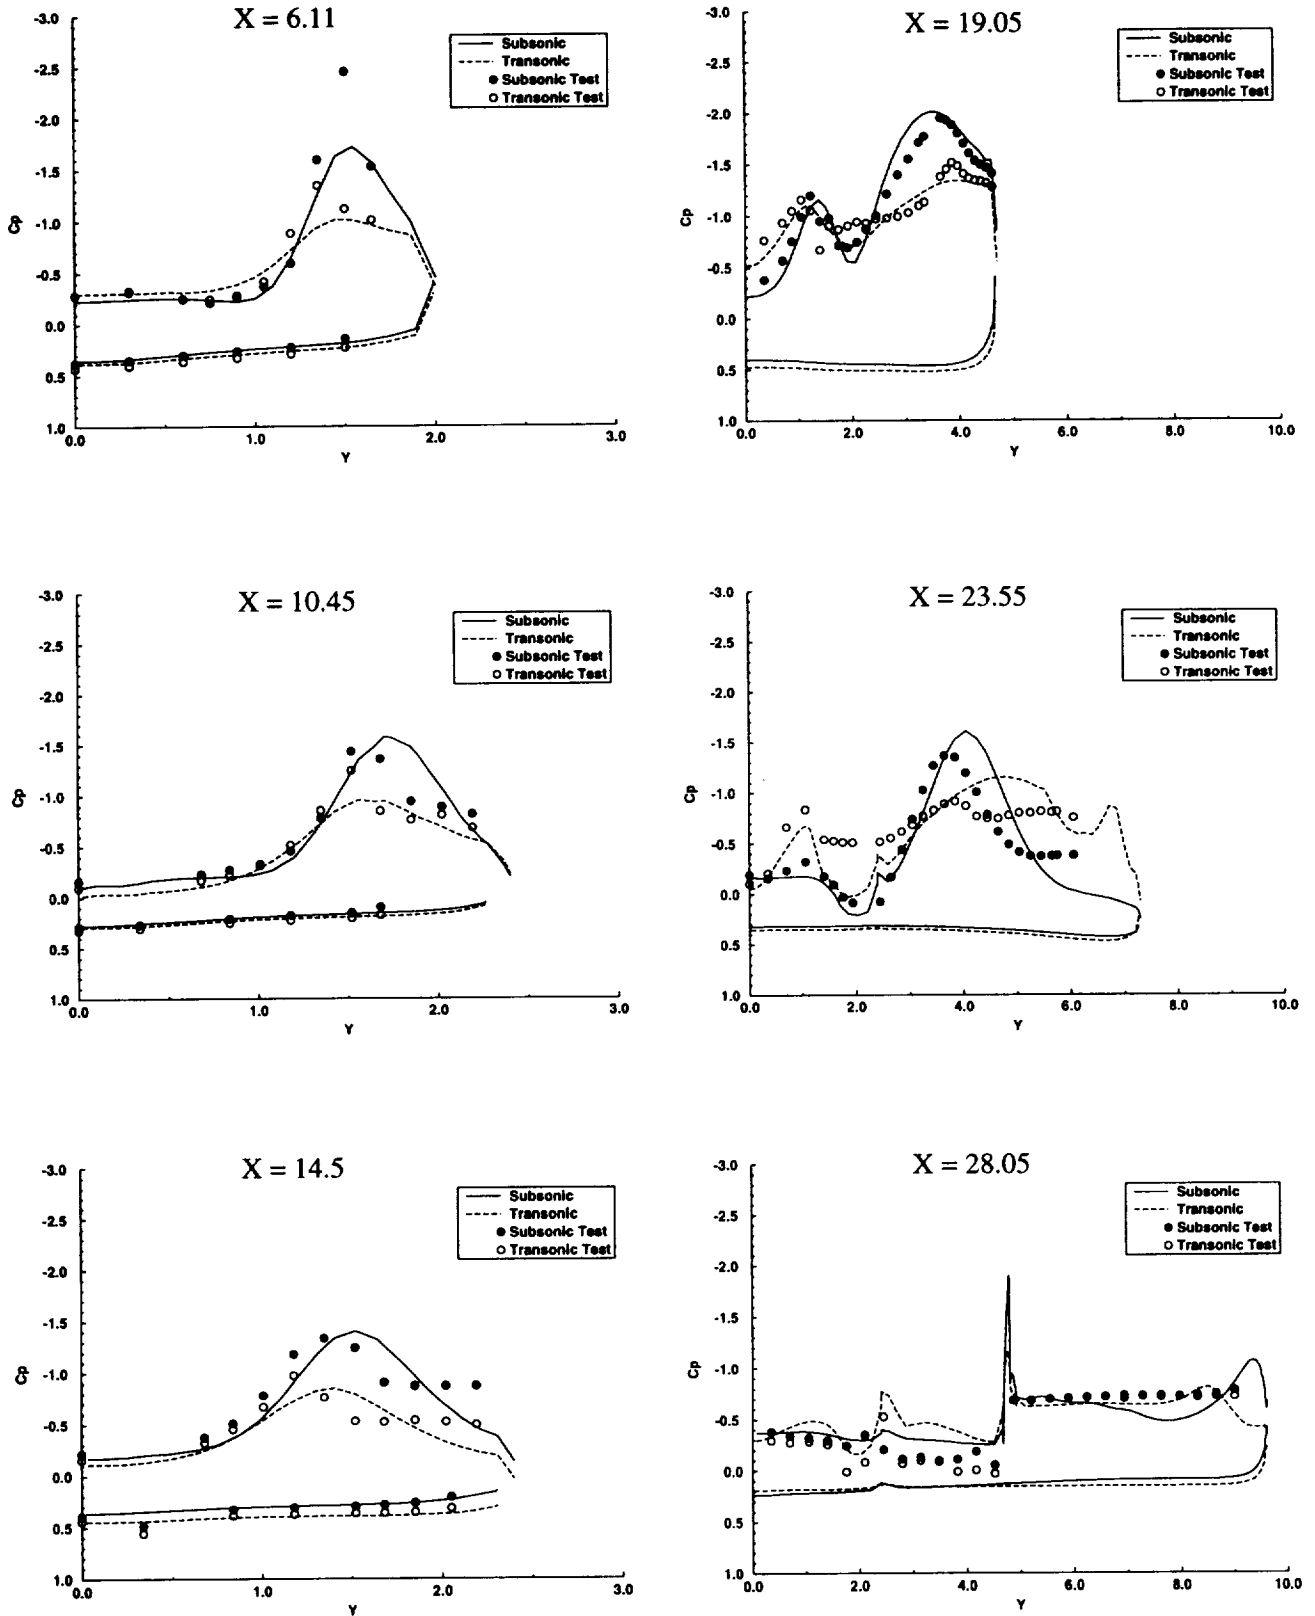 X = 6.11
-3.0
-2.5
-2.0
-1.5
-1.0
-0.5
0.0
0.5
1.0
Cp
Subsonic
Transonic
Subsonic Test
Transonic Test
0.0 1.0 2.0 3.0
Y
X = 19.05
-3.0
-2.5
-2.0
-1.5
-1.0
-0.5
0.0
0.5
1.0
Cp
Subsonic
Transonic
Subsonic Test
Transonic Test
0.0 2.0 4.0 6.0 8.0 10.0
Y
X = 10.45
-3.0
-2.5
-2.0
-1.5
-1.0
-0.5
0.0
0.5
1.0
Cp
Subsonic
Transonic
Subsonic Test
Transonic Test
0.0 1.0 2.0 3.0
Y
X = 23.55
-3.0
-2.5
-2.0
-1.5
-1.0
-0.5
0.0
0.5
1.0
Cp
Subsonic
Transonic
Subsonic Test
Transonic Test
0.0 2.0 4.0 6.0 8.0 10.0
Y
X = 14.5
-3.0
-2.5
-2.0
-1.5
-1.0
-0.5
0.0
0.5
1.0
Cp
Subsonic
Transonic
Subsonic Test
Transonic Test
0.0 1.0 2.0 3.0
Y
X = 28.05
-3.0
-2.5
-2.0
-1.5
-1.0
-0.5
0.0
0.5
1.0
Cp
Subsonic
Transonic
Subsonic Test
Transonic Test
0.0 2.0 4.0 6.0 8.0 10.0
Y